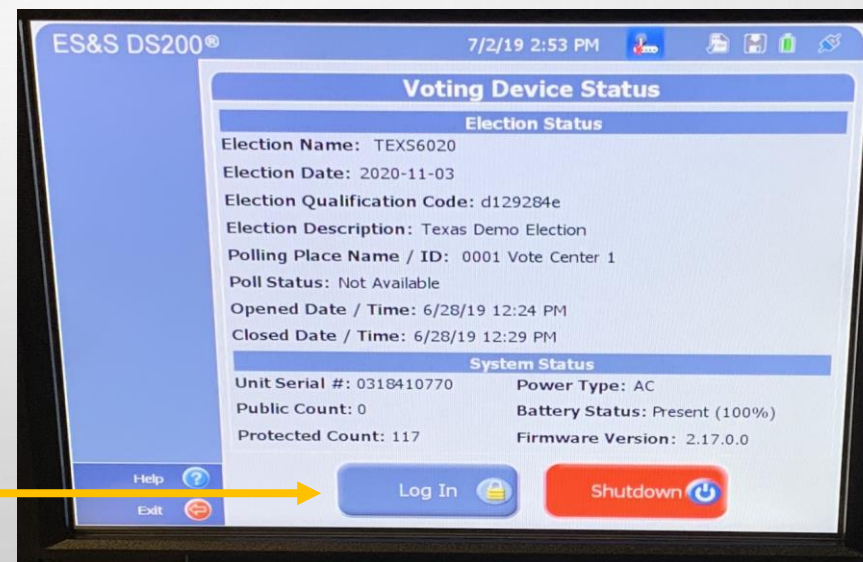 ES&S DS200® 7/2/19 2:53 PM
Voting Device Status
Election Status
Election Name: TEXS6020
Election Date: 2020-11-03
Election Qualification Code: d129284e
Election Description: Texas Demo Election
Polling Place Name / ID: 0001 Vote Center 1
Poll Status: Not Available
Opened Date / Time: 6/28/19 12:24 PM
Closed Date / Time: 6/28/19 12:29 PM
System Status
Unit Serial #: 0318410770 Power Type: AC
Public Count: 0 Battery Status: Present (100%)
Protected Count: 117 Firmware Version: 2.17.0.0
Help
Exit
Log In
Shutdown